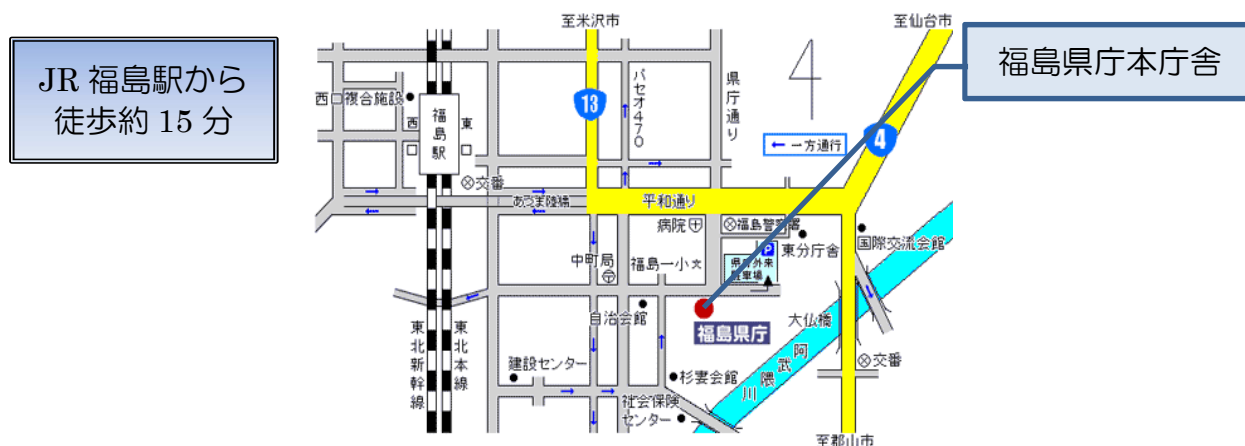 JR 福島駅から
徒歩約 15 分
至米沢市
至仙台市
福島県庁本庁舎
西口複合施設
西口
福島駅
東口
13
パセオ470
県庁通り
4
← 一方通行
交番
あづま陸橋
平和通り
病院
福島警察署
東分庁舎
国際交流会館
中町局
福島一小
文
P
県庁外来
駐車場
自治会館
福島県庁
大仏橋
阿武隈川
東北新幹線
東北本線
建設センター
杉妻会館
交番
社会保険
センター
至郡山市